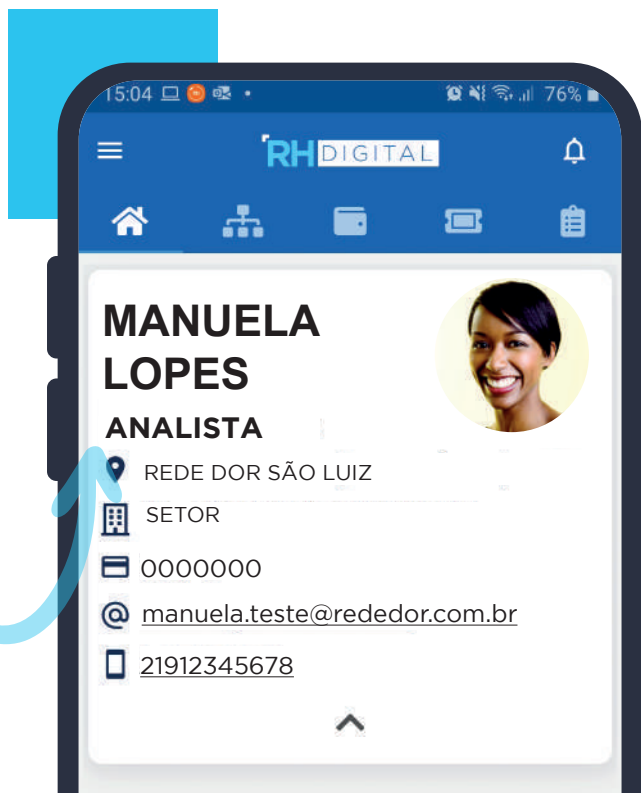 15:04
76%
RH DIGITAL
MANUELA
LOPES
ANALISTA
REDE DOR SÃO LUIZ
SETOR
0000000
manuela.teste@rededor.com.br
21912345678